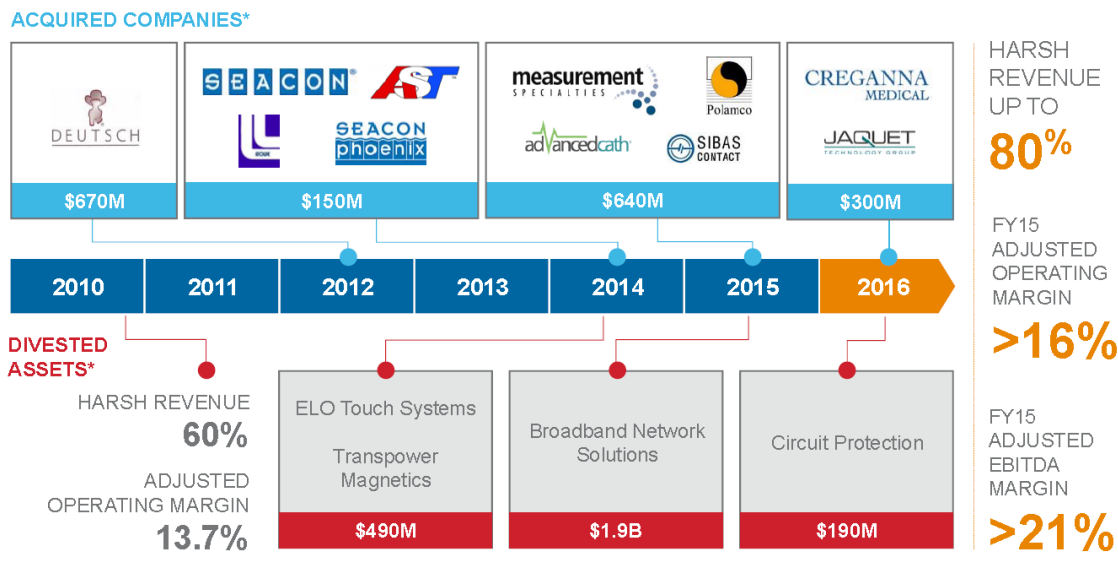 ACQUIRED COMPANIES*
DEUTSCH
$670M
SEACON®
AST
SEACON
phoenix
$150M
measurement
SPECIALTIES
Polamco
advancedcath
SIBAS
CONTACT
$640M
CREGANNA
MEDICAL
JAQUET
TECHNOLOGY GROUP
$300M
2010
2011
2012
2013
2014
2015
2016
DIVESTED
ASSETS*
HARSH REVENUE
60%
ADJUSTED
OPERATING MARGIN
13.7%
ELO Touch Systems
Transpower
Magnetics
$490M
Broadband Network
Solutions
$1.9B
Circuit Protection
$190M
HARSH
REVENUE
UP TO
80%
FY15
ADJUSTED
OPERATING
MARGIN
>16%
FY15
ADJUSTED
EBITDA
MARGIN
>21%